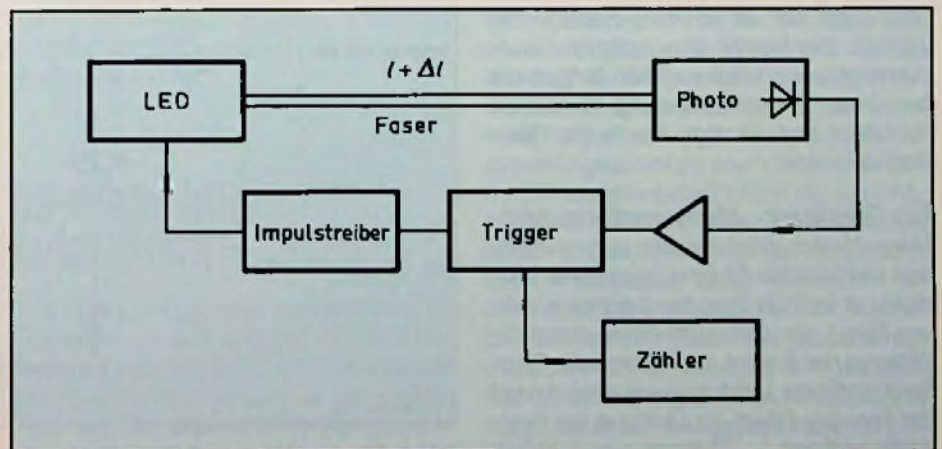 l + Δl
LED
Photo
Faser
Impulstreiber
Trigger
Zähler